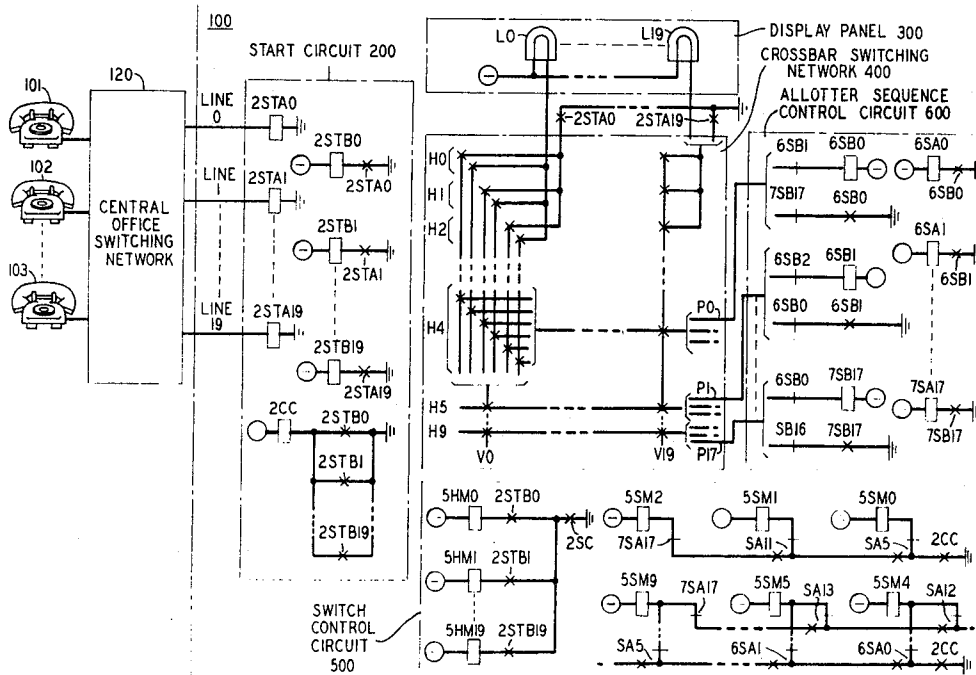 100
START CIRCUIT 200
DISPLAY PANEL 300
L0
L19
CROSSBAR SWITCHING
NETWORK 400
ALLOTTER SEQUENCE
CONTROL CIRCUIT 600
101
102
103
120
CENTRAL
OFFICE
SWITCHING
NETWORK
LINE
0
LINE
1
LINE
19
2STA0
2STB0
2STA0
2STA1
2STB1
2STA1
2STA19
2STB19
2STA19
2CC
2STB0
2STB1
2STB19
2STA0
2STA19
H0
H1
H2
H4
H5
H9
V0
V19
P0
P1
P17
6SB1
6SB0
6SA0
7SB17
6SB0
6SB0
6SB2
6SB1
6SA1
6SB0
6SB1
6SB1
6SB0
7SB17
7SA17
SB16
7SB17
7SB17
SWITCH
CONTROL
CIRCUIT
500
5HM0
2STB0
2SC
5HM1
2STB1
5HM19
2STB19
5SM2
5SM1
5SM0
7SA17
SA11
SA5
2CC
5SM9
7SA17
5SM5
SA13
5SM4
SA12
SA5
6SA1
6SA0
2CC